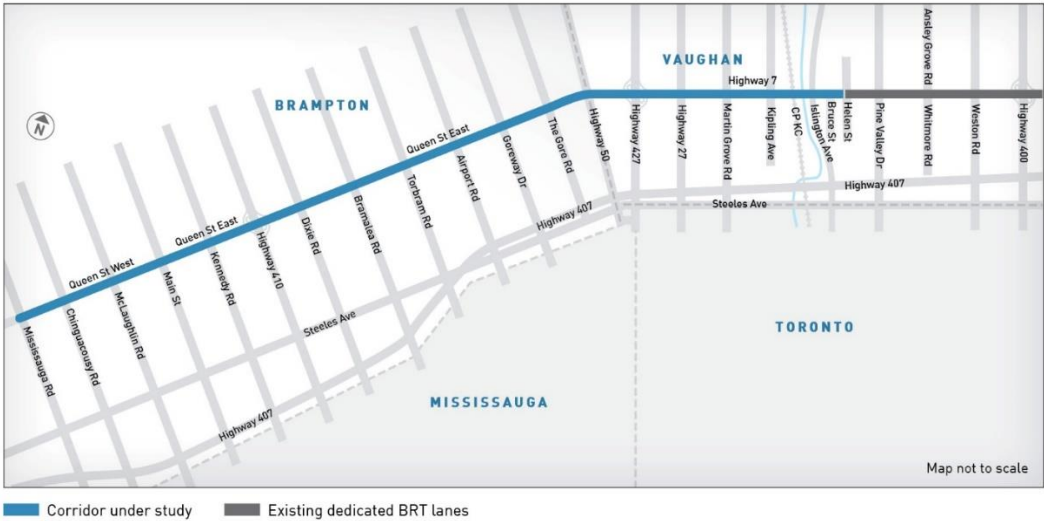 VAUGHAN
Highway 7
BRAMPTON
N
Queen St East
Queen St East
Queen St West
Mississauga Rd
Chinguacousy Rd
McLaughlin Rd
Main St
Kennedy Rd
Highway 410
Dixie Rd
Bramalea Rd
Torbram Rd
Airport Rd
Goreway Dr
The Gore Rd
Highway 50
Highway 427
Highway 27
Martin Grove Rd
Kipling Ave
CP KC
Islington Ave
Bruce St
Helen St
Pine Valley Dr
Ansley Grove Rd
Whitmore Rd
Weston Rd
Highway 400
Highway 407
Steeles Ave
Highway 407
Steeles Ave
Highway 407
TORONTO
MISSISSAUGA
Map not to scale
Corridor under study
Existing dedicated BRT lanes